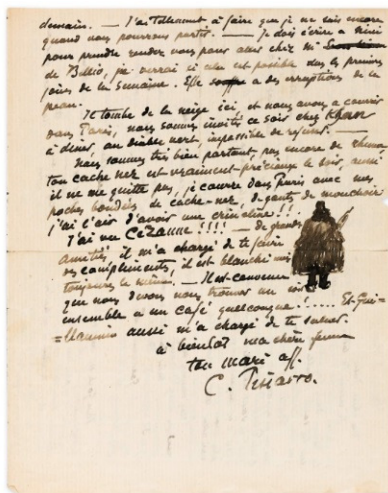 demain. — J'ai tellement à faire que je ne sais encore
quand nous pourrons partir. — Je dois écrire à Mimi
pour prendre rendez vous pour aller chez Mr
de Bellio, je verrai si cela est possible dans les premiers
jours de la semaine. Elle a des irruptions de la
peau.
Il tombe de la neige ici, et nous avons à courir
dans Paris, nous sommes invités ce soir chez
à dîner, au diable vert, impossible de refuser. —
Nous sommes très bien portant, pas encore de rhume,
ton cache nez est vraiment précieux le soir, aussi
il ne me quitte pas, je courre dans Paris avec mes
poches bondées de cache-nez, de gants, de mouchoir
j'ai l'air d'avoir une crinoline!!!
J'ai vu Cézanne!!!! — de grandes
amitiés, il m'a chargé de te faire
des compliments, il est blanchi mais
toujours le même. — Il est convenu
que nous devons nous trouver un soir
ensemble à un café quelconque!..... Et Gui-
=llaumin aussi m'a chargé de te saluer.
à bientôt ma chère femme
ton mari aff.
C. Pissarro.